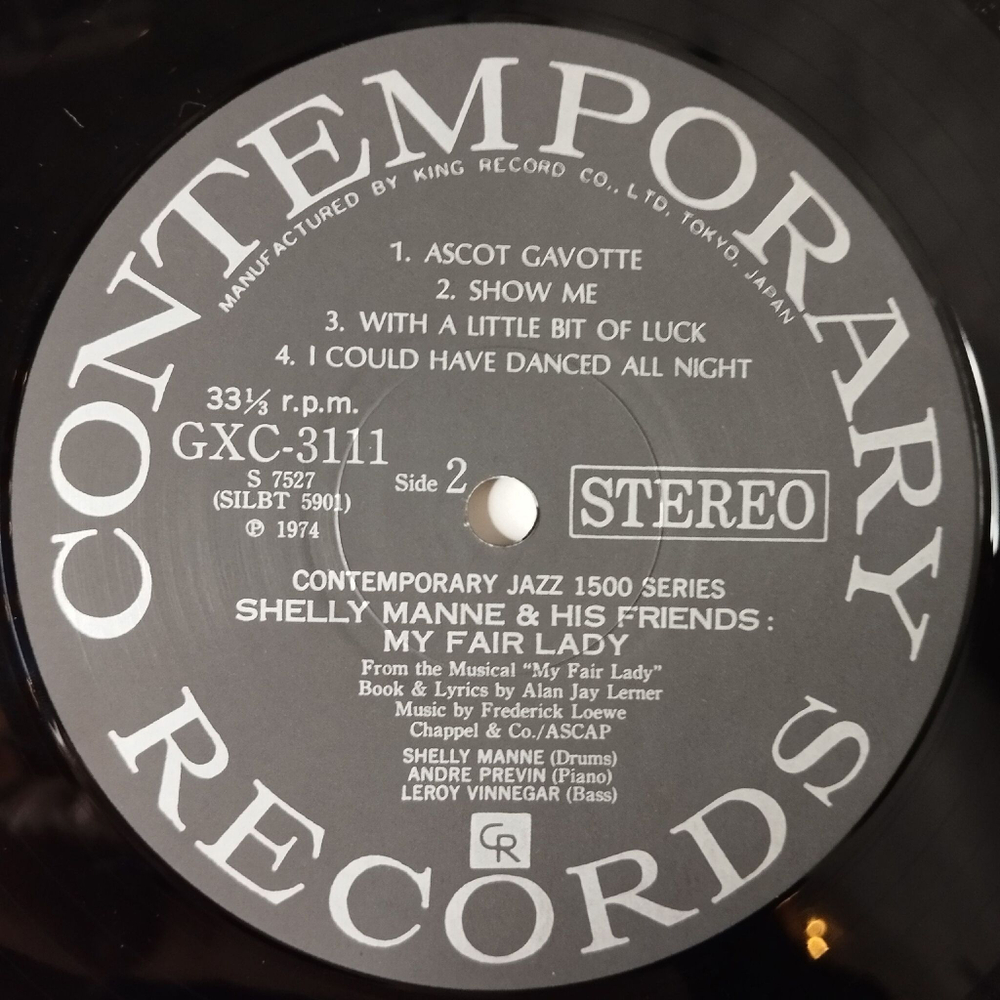 CONTEMPORARY
MANUFACTURED BY KING RECORD CO., LTD, TOKYO, JAPAN
1. ASCOT GAVOTTE
2. SHOW ME
3. WITH A LITTLE BIT OF LUCK
4. I COULD HAVE DANCED ALL NIGHT
33⅓ r.p.m.
GXC-3111
S 7527
(SILBT 5901)
℗ 1974
Side 2
STEREO
CONTEMPORARY JAZZ 1500 SERIES
SHELLY MANNE & HIS FRIENDS:
MY FAIR LADY
From the Musical "My Fair Lady"
Book & Lyrics by Alan Jay Lerner
Music by Frederick Loewe
Chappel & Co./ASCAP
SHELLY MANNE (Drums)
ANDRE PREVIN (Piano)
LEROY VINNEGAR (Bass)
CR
RECORDS